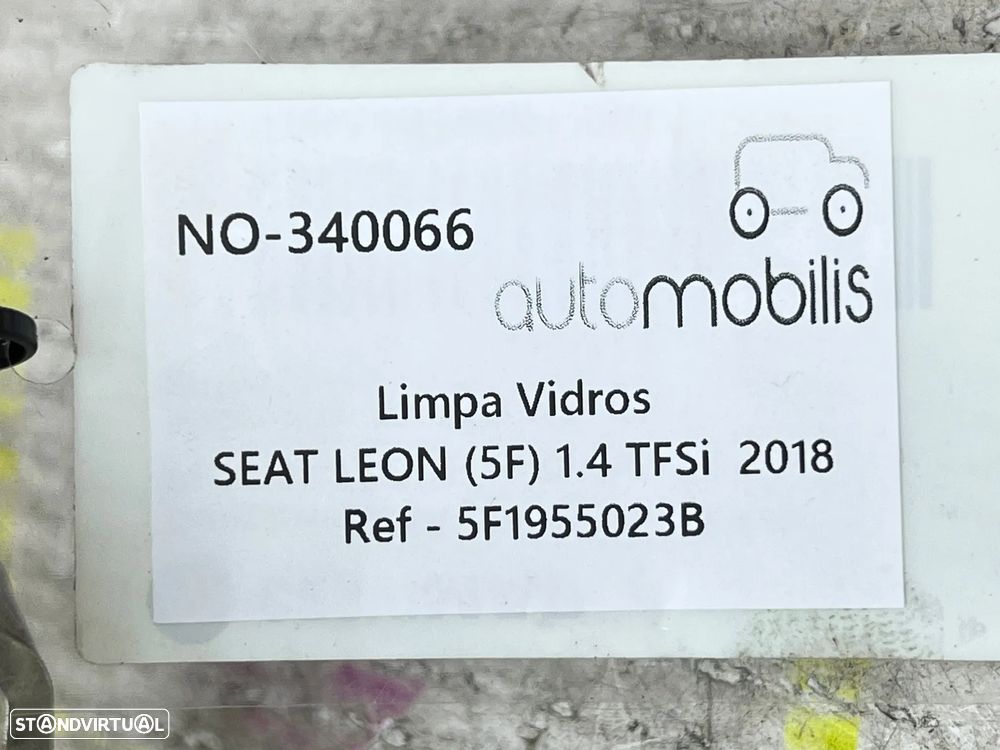 NO-340066
automobilis
Limpa Vidros
SEAT LEON (5F) 1.4 TFSi 2018
Ref - 5F1955023B
STANDVIRTUAL